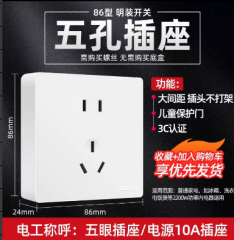 86型 明装开关
五孔插座
需购买螺丝 无需购买底盒
功能：
大间距 插头不打架
儿童保护门
3C认证
86mm
收藏+加入购物车
享优先发货
24mm
86mm
电工称呼：五眼插座/电源10A插座